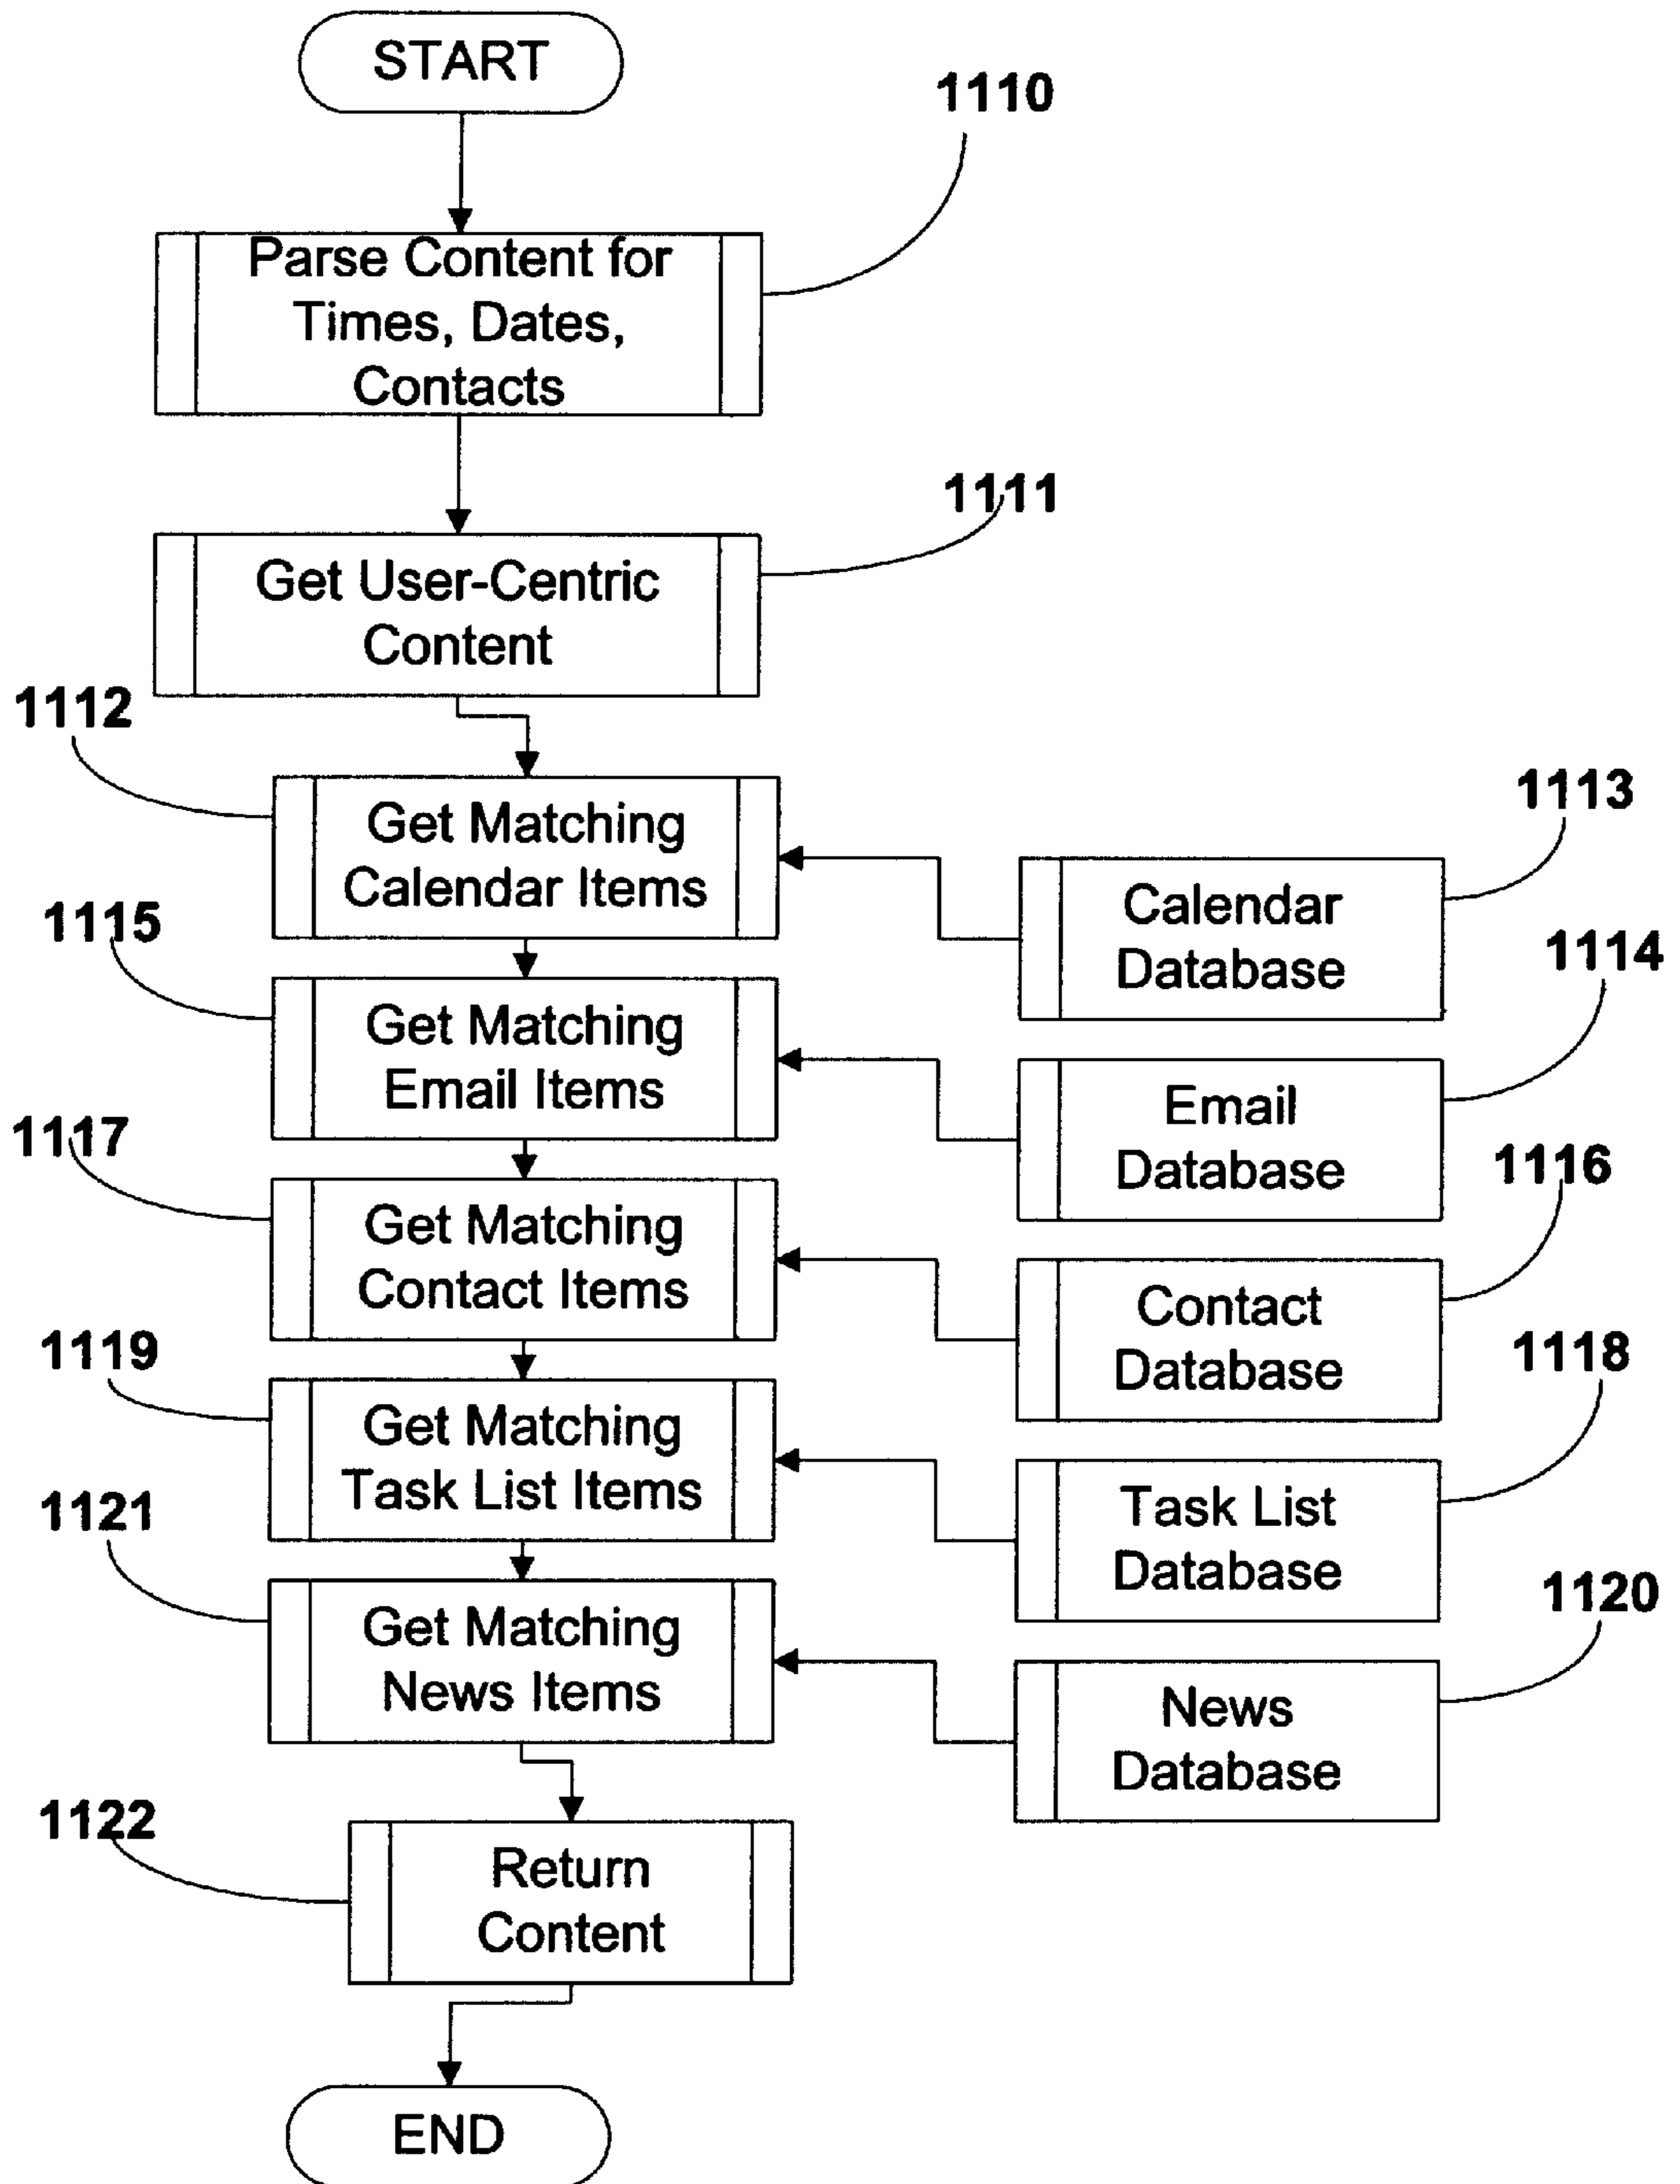 START
1110
Parse Content for
Times, Dates,
Contacts
1111
Get User-Centric
Content
1112
Get Matching
Calendar Items
1113
Calendar
Database
1115
Get Matching
Email Items
1114
Email
Database
1117
Get Matching
Contact Items
1116
Contact
Database
1119
Get Matching
Task List Items
1118
Task List
Database
1121
Get Matching
News Items
1120
News
Database
1122
Return
Content
END